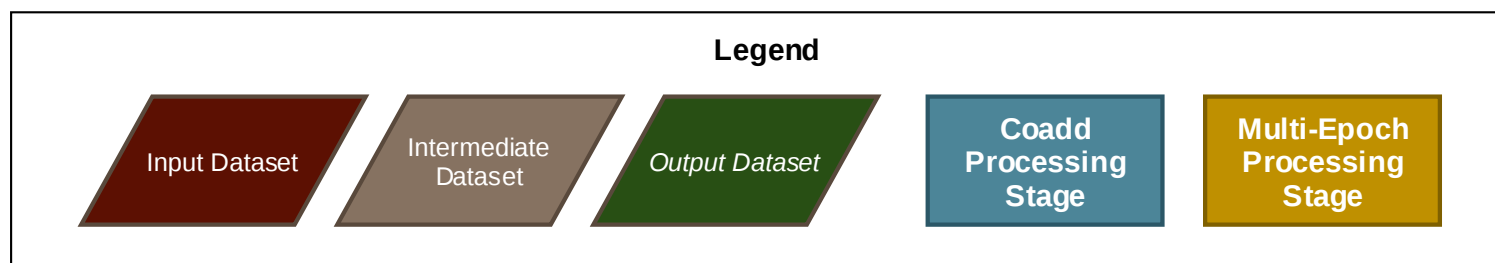 Legend
Input Dataset
Intermediate
Dataset
Output Dataset
Coadd
Processing
Stage
Multi-Epoch
Processing
Stage